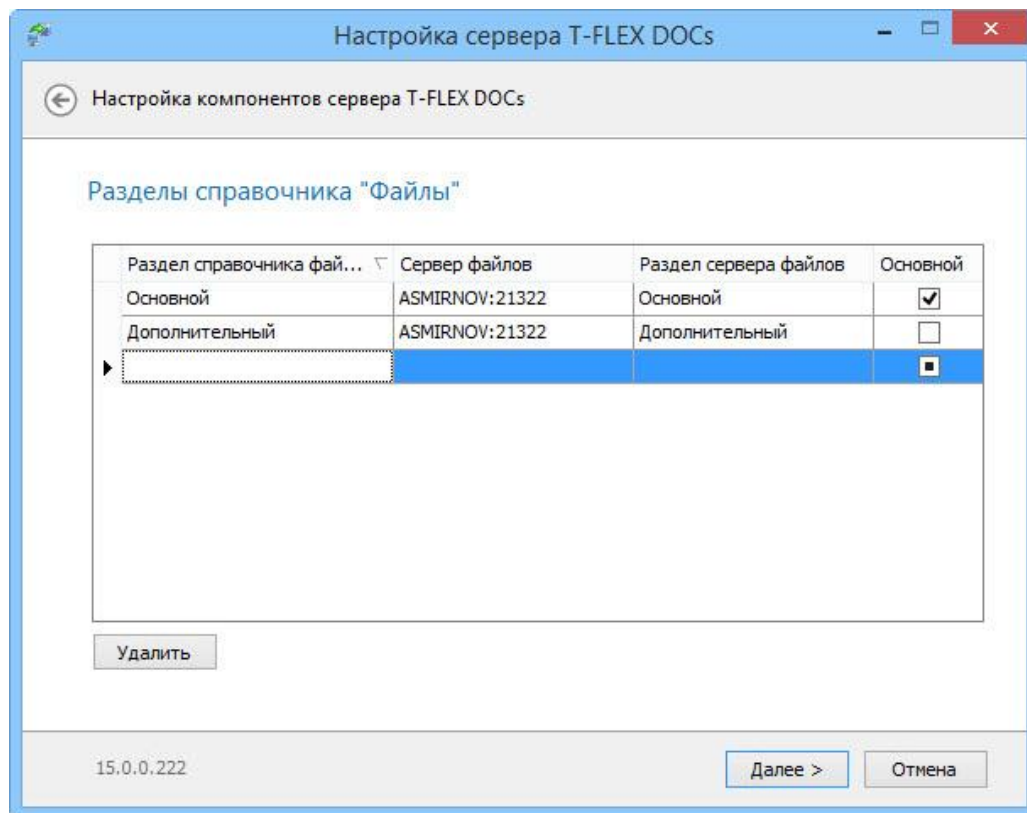 Настройка сервера T-FLEX DOCs
Настройка компонентов сервера T-FLEX DOCs
Разделы справочника "Файлы"
Раздел справочника фай... Сервер файлов Раздел сервера файлов Основной
Основной ASMIRNOV:21322 Основной
Дополнительный ASMIRNOV:21322 Дополнительный
Удалить
15.0.0.222 Далее > Отмена